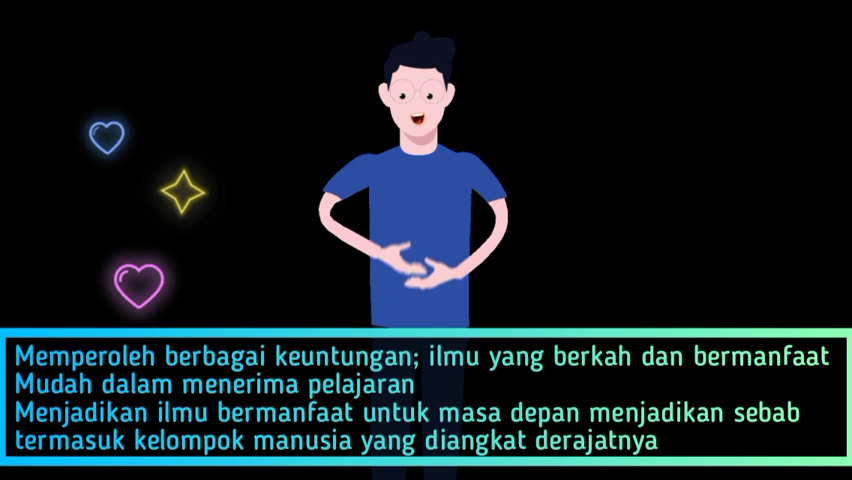 Memperoleh berbagai keuntungan; ilmu yang berkah dan bermanfaat
Mudah dalam menerima pelajaran
Menjadikan ilmu bermanfaat untuk masa depan menjadikan sebab
termasuk kelompok manusia yang diangkat derajatnya